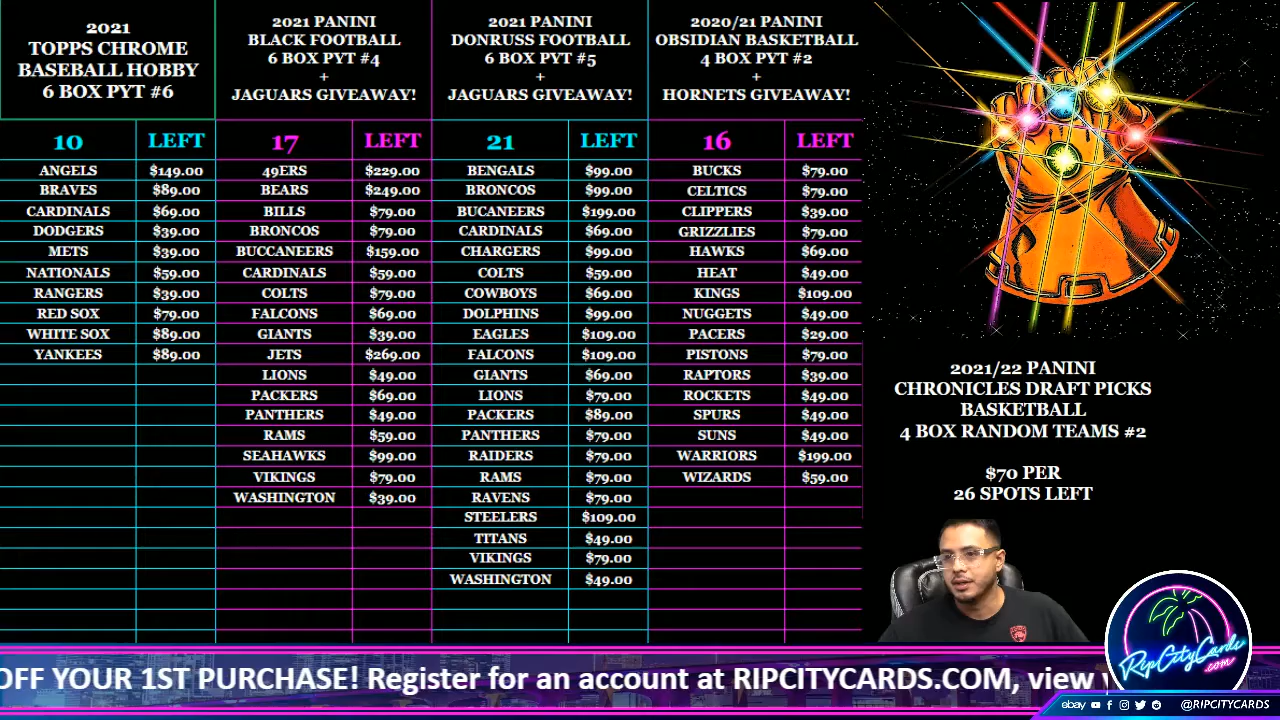 2021
TOPPS CHROME
BASEBALL HOBBY
6 BOX PYT #6
10 LEFT
ANGELS $149.00
BRAVES $89.00
CARDINALS $69.00
DODGERS $39.00
METS $39.00
NATIONALS $59.00
RANGERS $39.00
RED SOX $79.00
WHITE SOX $89.00
YANKEES $89.00
2021 PANINI
BLACK FOOTBALL
6 BOX PYT #4
+
JAGUARS GIVEAWAY!
17 LEFT
49ERS $229.00
BEARS $249.00
BILLS $79.00
BRONCOS $79.00
BUCCANEERS $159.00
CARDINALS $59.00
COLTS $79.00
FALCONS $69.00
GIANTS $39.00
JETS $269.00
LIONS $49.00
PACKERS $69.00
PANTHERS $49.00
RAMS $59.00
SEAHAWKS $99.00
VIKINGS $79.00
WASHINGTON $39.00
2021 PANINI
DONRUSS FOOTBALL
6 BOX PYT #5
+
JAGUARS GIVEAWAY!
21 LEFT
BENGALS $99.00
BRONCOS $99.00
BUCANEERS $199.00
CARDINALS $69.00
CHARGERS $99.00
COLTS $59.00
COWBOYS $69.00
DOLPHINS $99.00
EAGLES $109.00
FALCONS $109.00
GIANTS $69.00
LIONS $79.00
PACKERS $89.00
PANTHERS $79.00
RAIDERS $79.00
RAMS $79.00
RAVENS $79.00
STEELERS $109.00
TITANS $49.00
VIKINGS $79.00
WASHINGTON $49.00
2020/21 PANINI
OBSIDIAN BASKETBALL
4 BOX PYT #2
+
HORNETS GIVEAWAY!
16 LEFT
BUCKS $79.00
CELTICS $79.00
CLIPPERS $39.00
GRIZZLIES $79.00
HAWKS $69.00
HEAT $49.00
KINGS $109.00
NUGGETS $49.00
PACERS $29.00
PISTONS $79.00
RAPTORS $39.00
ROCKETS $49.00
SPURS $49.00
SUNS $49.00
WARRIORS $199.00
WIZARDS $59.00
2021/22 PANINI
CHRONICLES DRAFT PICKS
BASKETBALL
4 BOX RANDOM TEAMS #2
$70 PER
26 SPOTS LEFT
OFF YOUR 1ST PURCHASE! Register for an account at RIPCITYCARDS.COM, view
RipCityCards
.com
ebay @RIPCITYCARDS